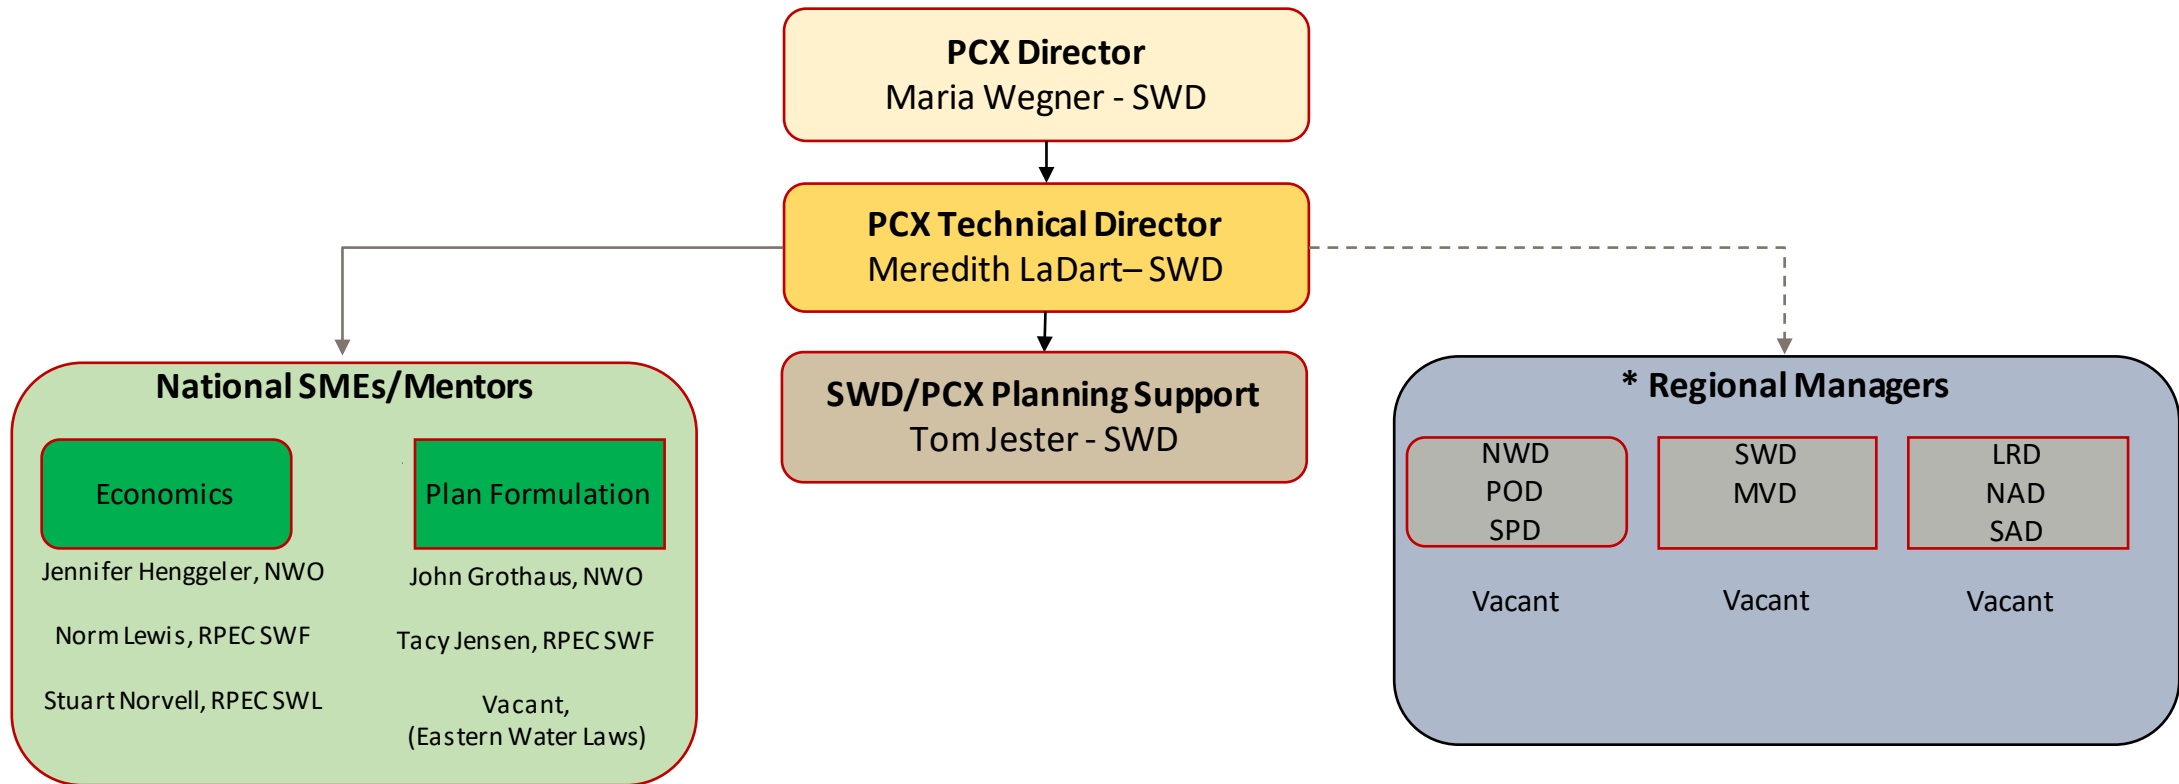 PCX Director
Maria Wegner - SWD
PCX Technical Director
Meredith LaDart– SWD
SWD/PCX Planning Support
Tom Jester - SWD
National SMEs/Mentors
Economics
Jennifer Henggeler, NWO
Norm Lewis, RPEC SWF
Stuart Norvell, RPEC SWL
Plan Formulation
John Grothaus, NWO
Tacy Jensen, RPEC SWF
Vacant,
(Eastern Water Laws)
* Regional Managers
NWD
POD
SPD
Vacant
SWD
MVD
Vacant
LRD
NAD
SAD
Vacant